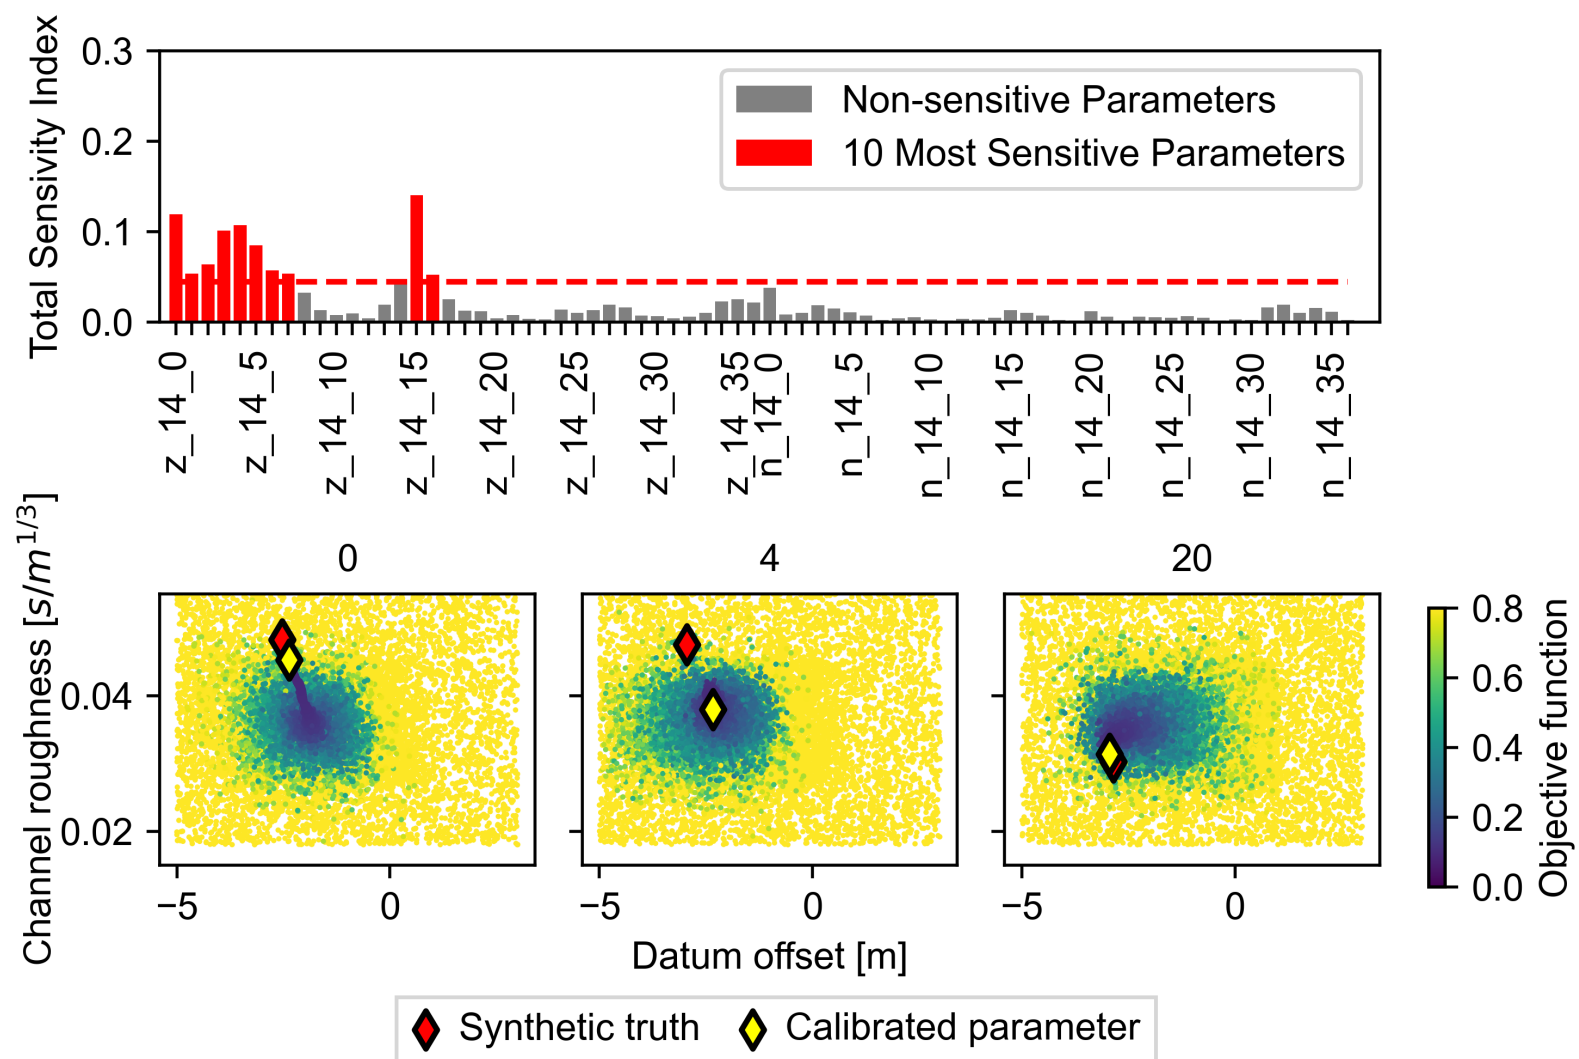 Total Sensivity Index
0.3
0.2
0.1
0.0
Non-sensitive Parameters
10 Most Sensitive Parameters
z_14_0
z_14_5
z_14_10
z_14_15
z_14_20
z_14_25
z_14_30
z_14_35
n_14_0
n_14_5
n_14_10
n_14_15
n_14_20
n_14_25
n_14_30
n_14_35
Channel roughness [s/m^{1/3}]
0
4
20
0.04
0.02
−5
0
−5
0
−5
0
Datum offset [m]
0.8
0.6
0.4
0.2
0.0
Objective function
Synthetic truth
Calibrated parameter